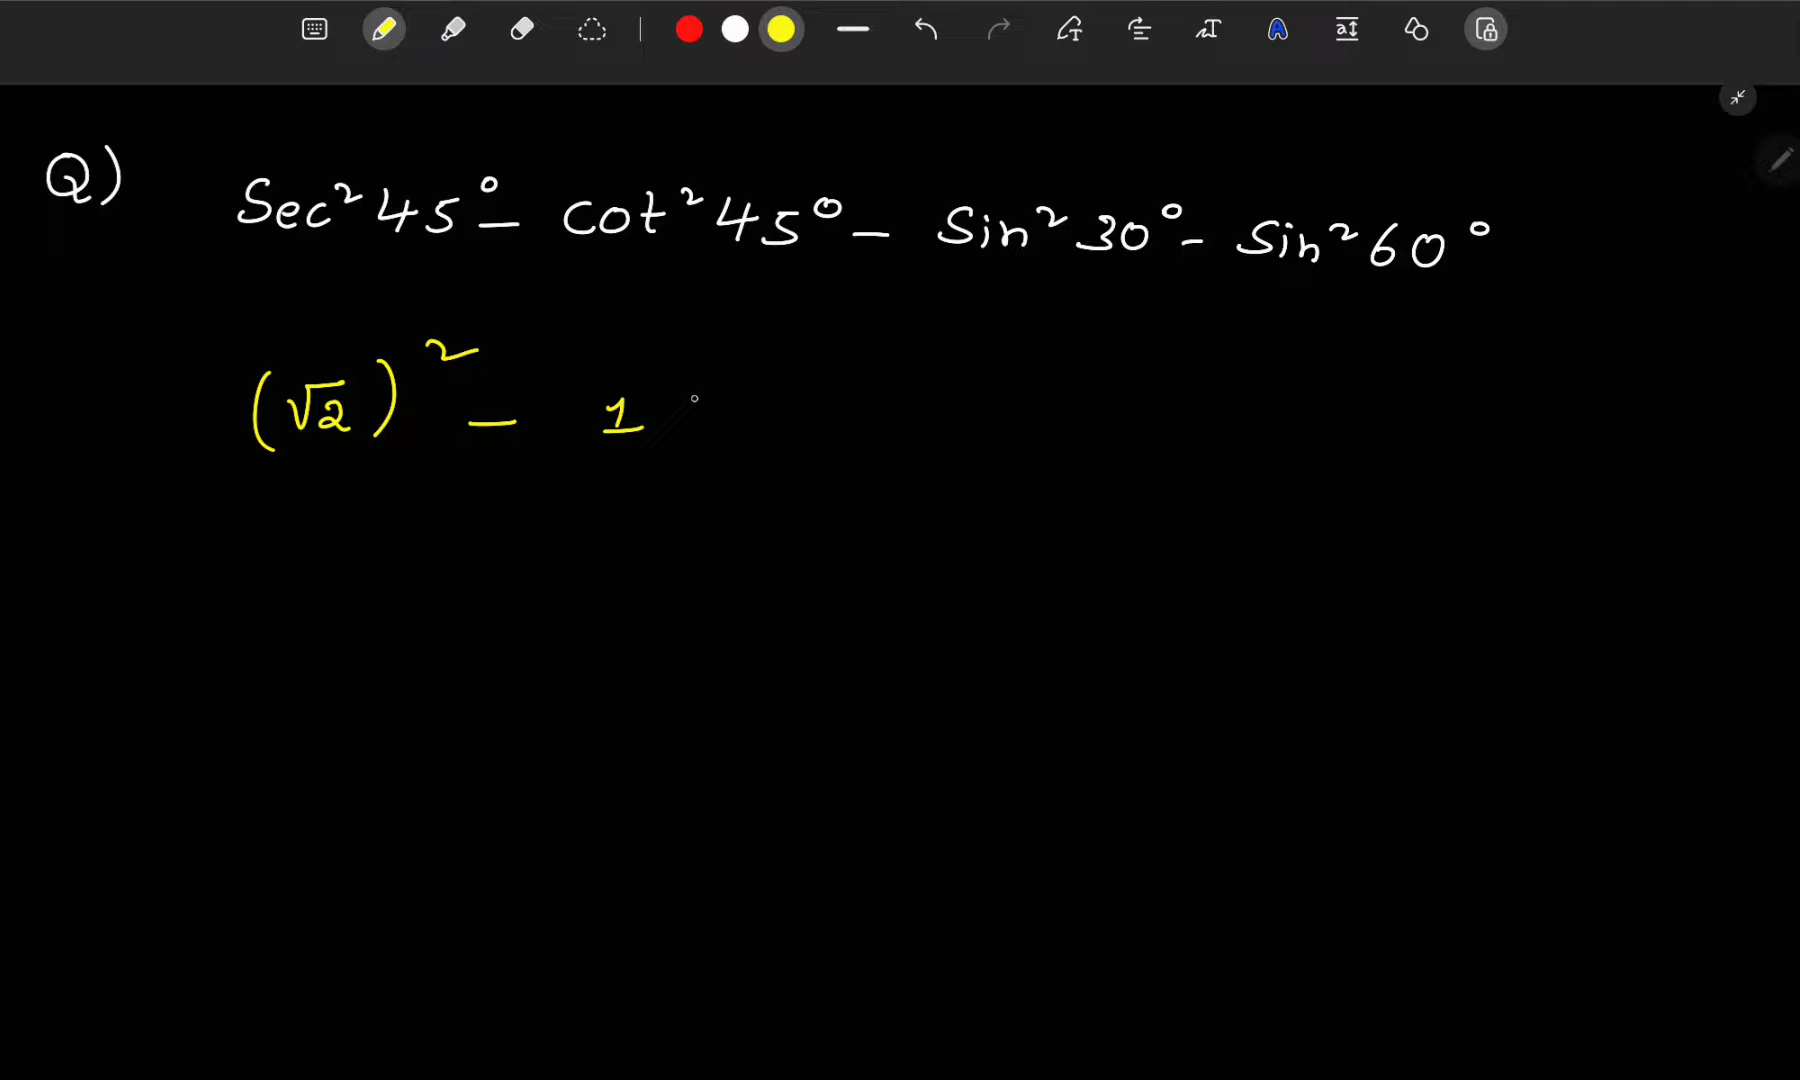 Q) Sec²45° - Cot²45° - Sin²30° - Sin²60°
(√2)² - 1